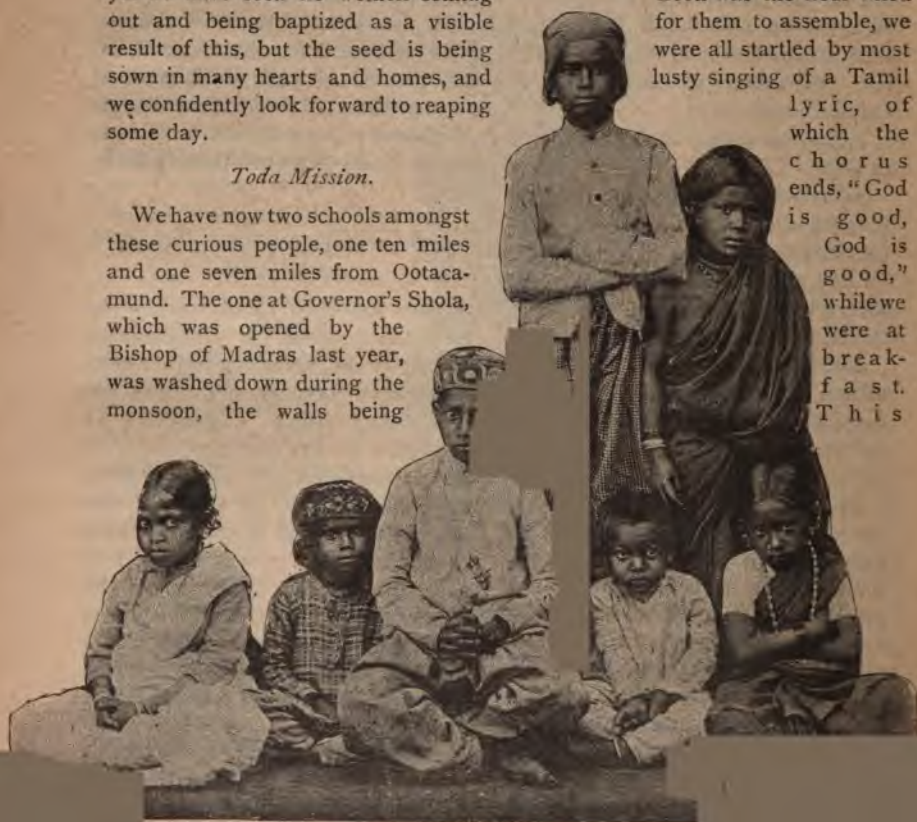 out and being baptized as a visible
result of this, but the seed is being
sown in many hearts and homes, and
we confidently look forward to reaping
some day.
Toda Mission.
We have now two schools amongst
these curious people, one ten miles
and one seven miles from Ootaca-
mund. The one at Governor's Shola,
which was opened by the
Bishop of Madras last year,
was washed down during the
monsoon, the walls being
for them to assemble, we
were all startled by most
lusty singing of a Tamil
lyric, of
which the
chorus
ends, "God
is good,
God is
good,"
while we
were at
break-
fast.
This